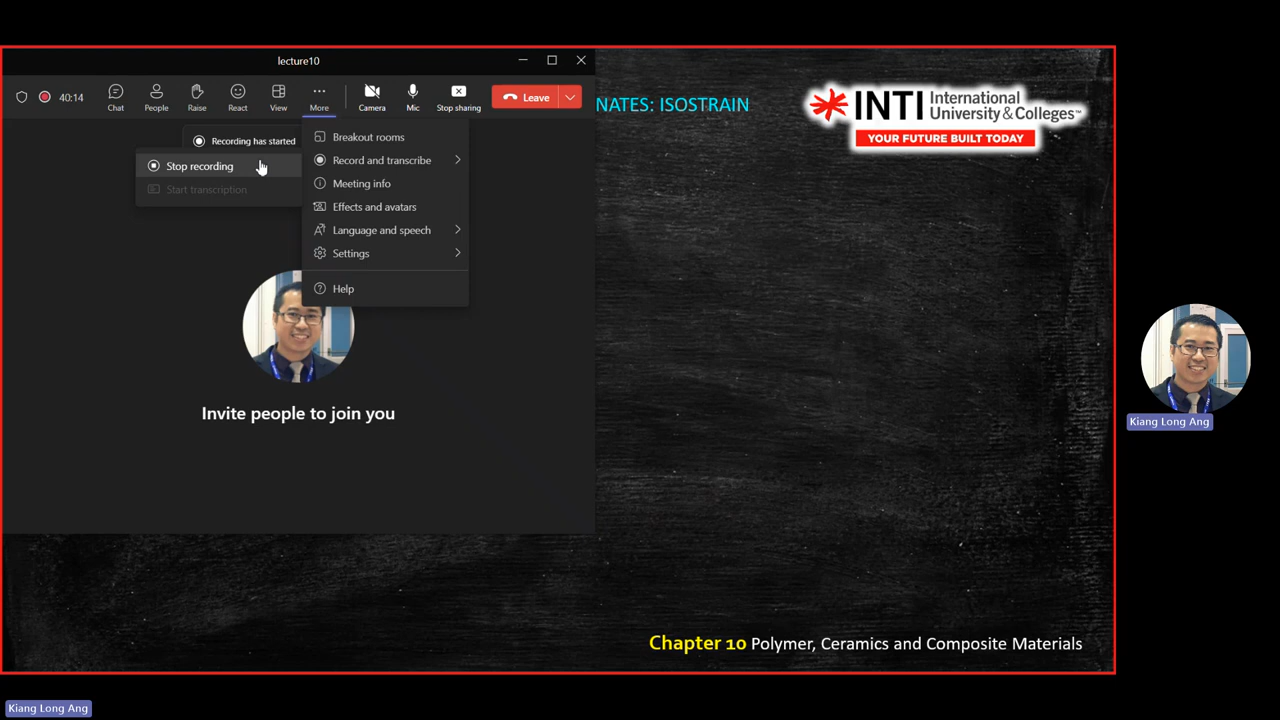 lecture10
40:14
Chat
People
Raise
React
View
More
Camera
Mic
Stop sharing
Leave
NATES: ISOSTRAIN
INTI International
University & Colleges™
YOUR FUTURE BUILT TODAY
Recording has started
Stop recording
Start transcription
Breakout rooms
Record and transcribe
Meeting info
Effects and avatars
Language and speech
Settings
Help
Invite people to join you
Kiang Long Ang
Chapter 10 Polymer, Ceramics and Composite Materials
Kiang Long Ang